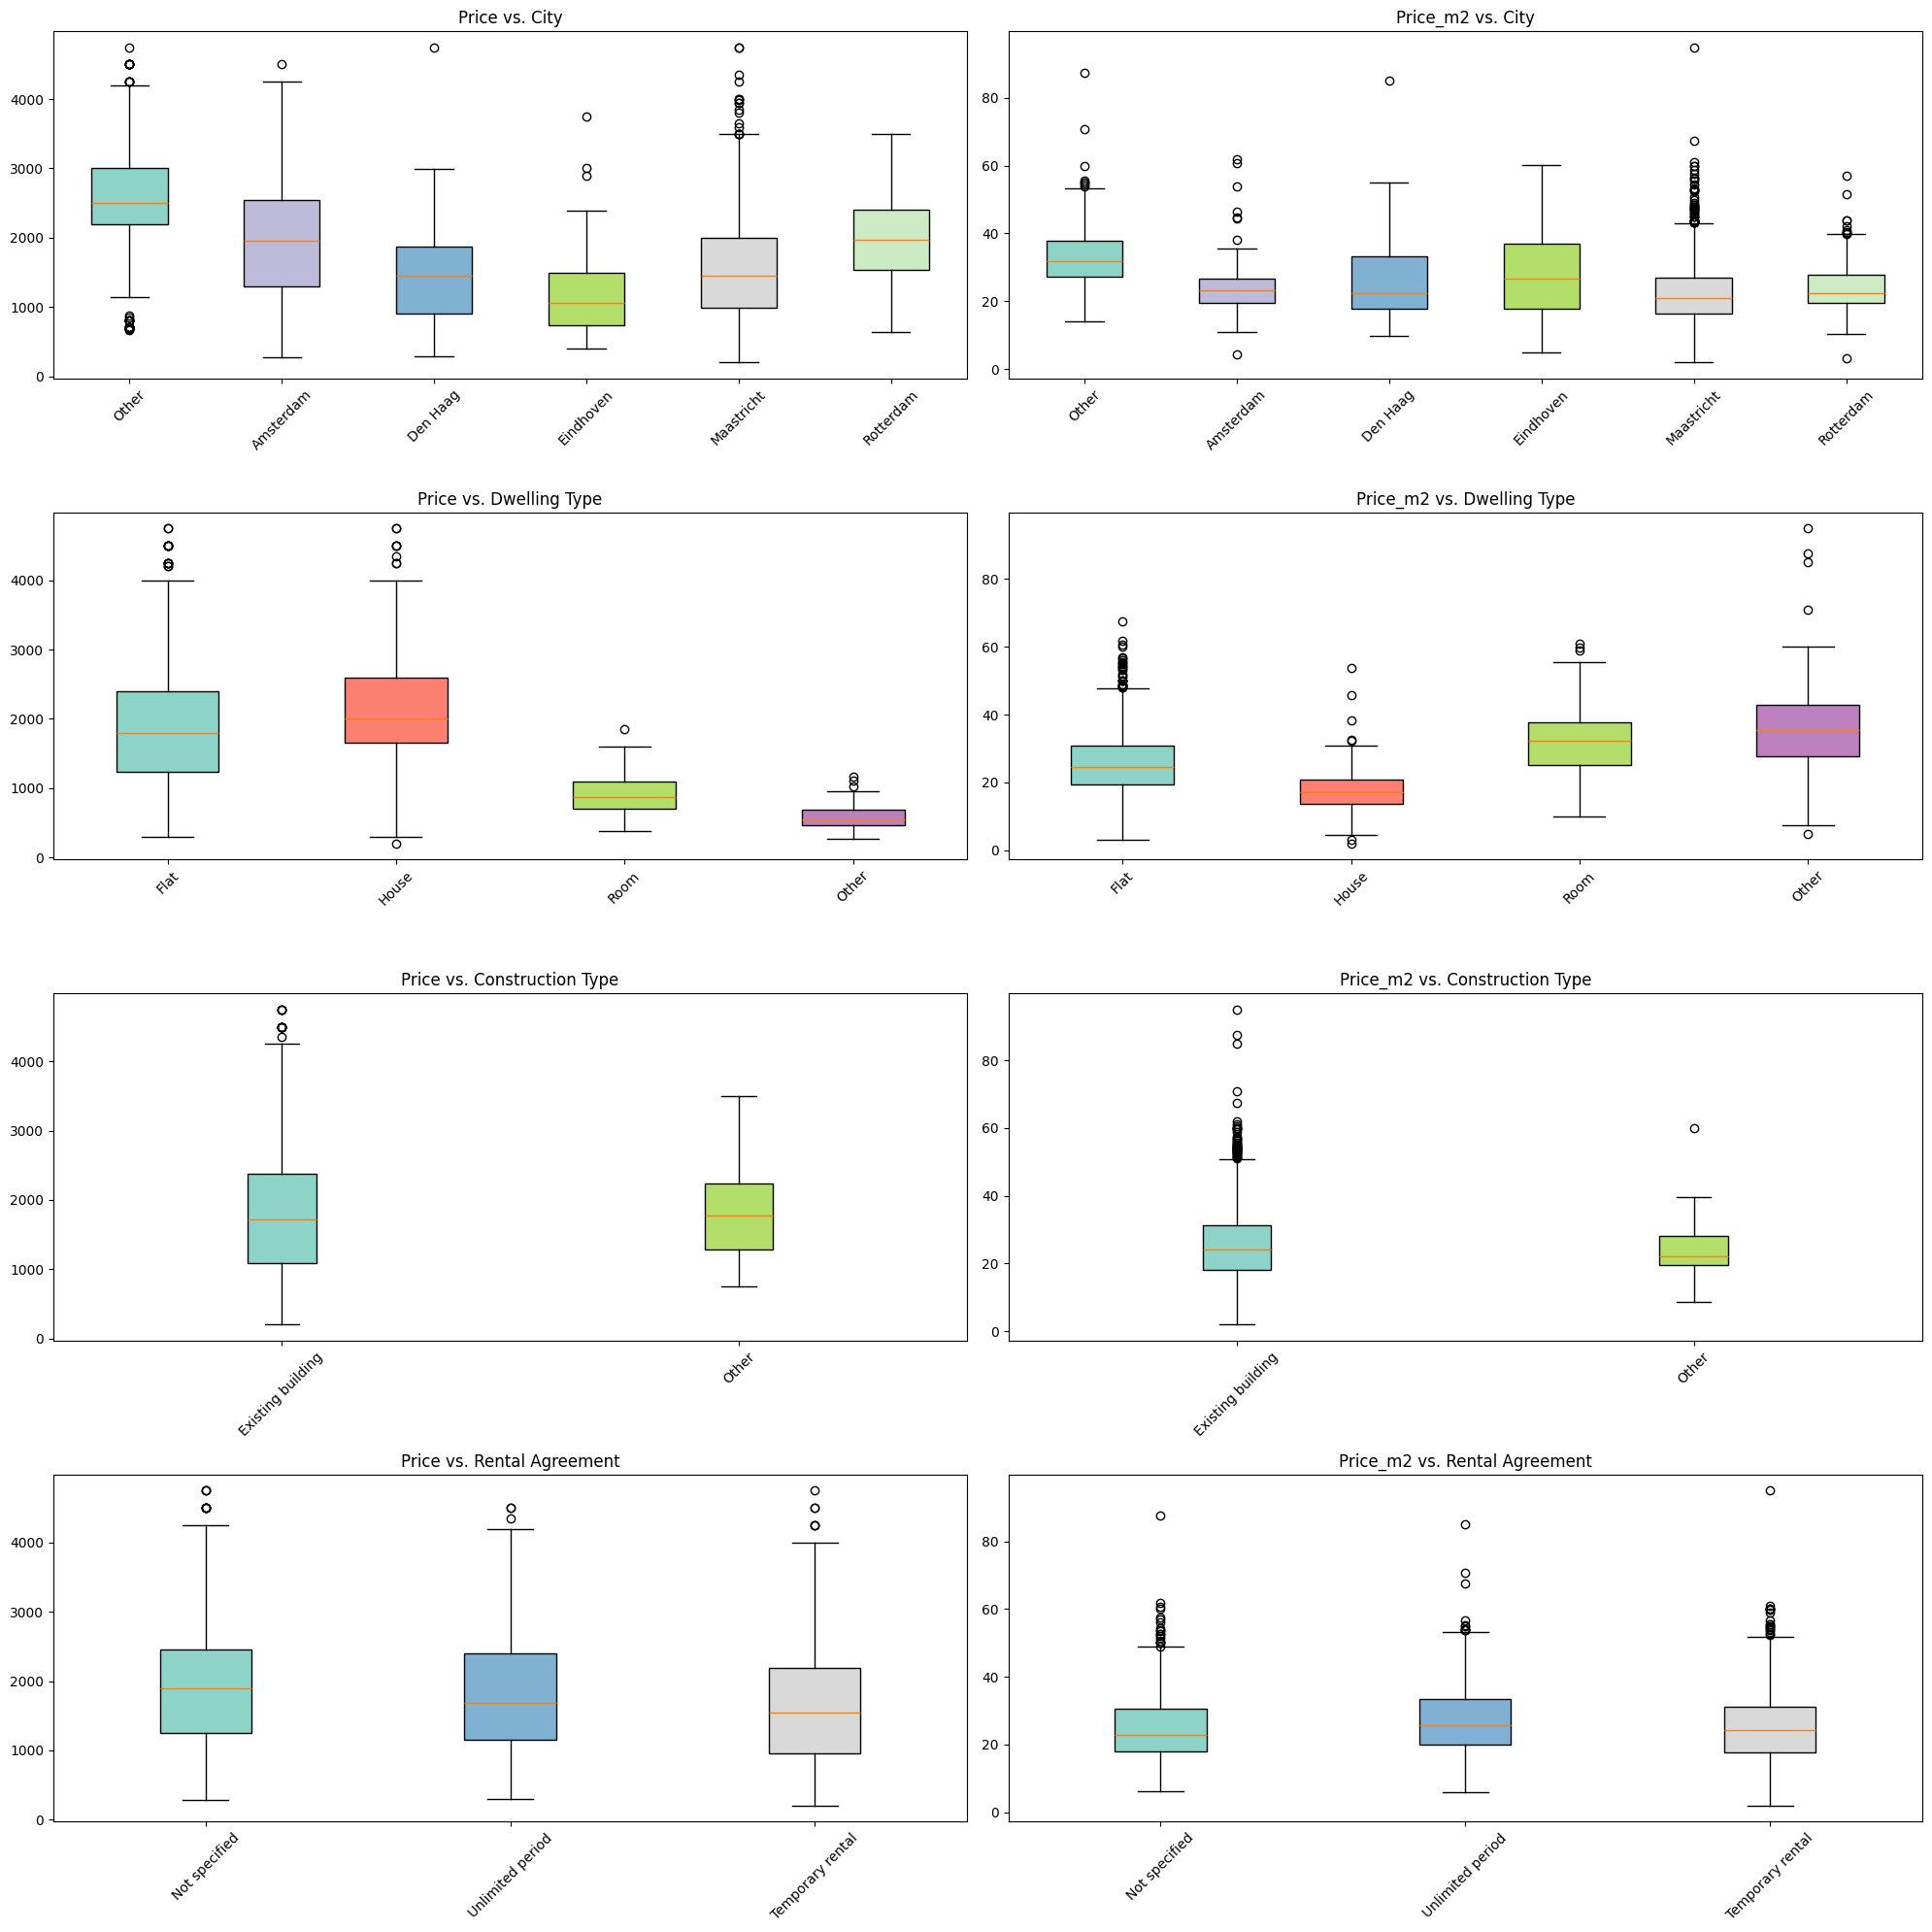 Price vs. City
4000
3000
2000
1000
0
Other
Amsterdam
Den Haag
Eindhoven
Maastricht
Rotterdam
Price_m2 vs. City
80
60
40
20
0
Other
Amsterdam
Den Haag
Eindhoven
Maastricht
Rotterdam
Price vs. Dwelling Type
4000
3000
2000
1000
0
Flat
House
Room
Other
Price_m2 vs. Dwelling Type
80
60
40
20
0
Flat
House
Room
Other
Price vs. Construction Type
4000
3000
2000
1000
0
Existing building
Other
Price_m2 vs. Construction Type
80
60
40
20
0
Existing building
Other
Price vs. Rental Agreement
4000
3000
2000
1000
0
Not specified
Unlimited period
Temporary rental
Price_m2 vs. Rental Agreement
80
60
40
20
0
Not specified
Unlimited period
Temporary rental